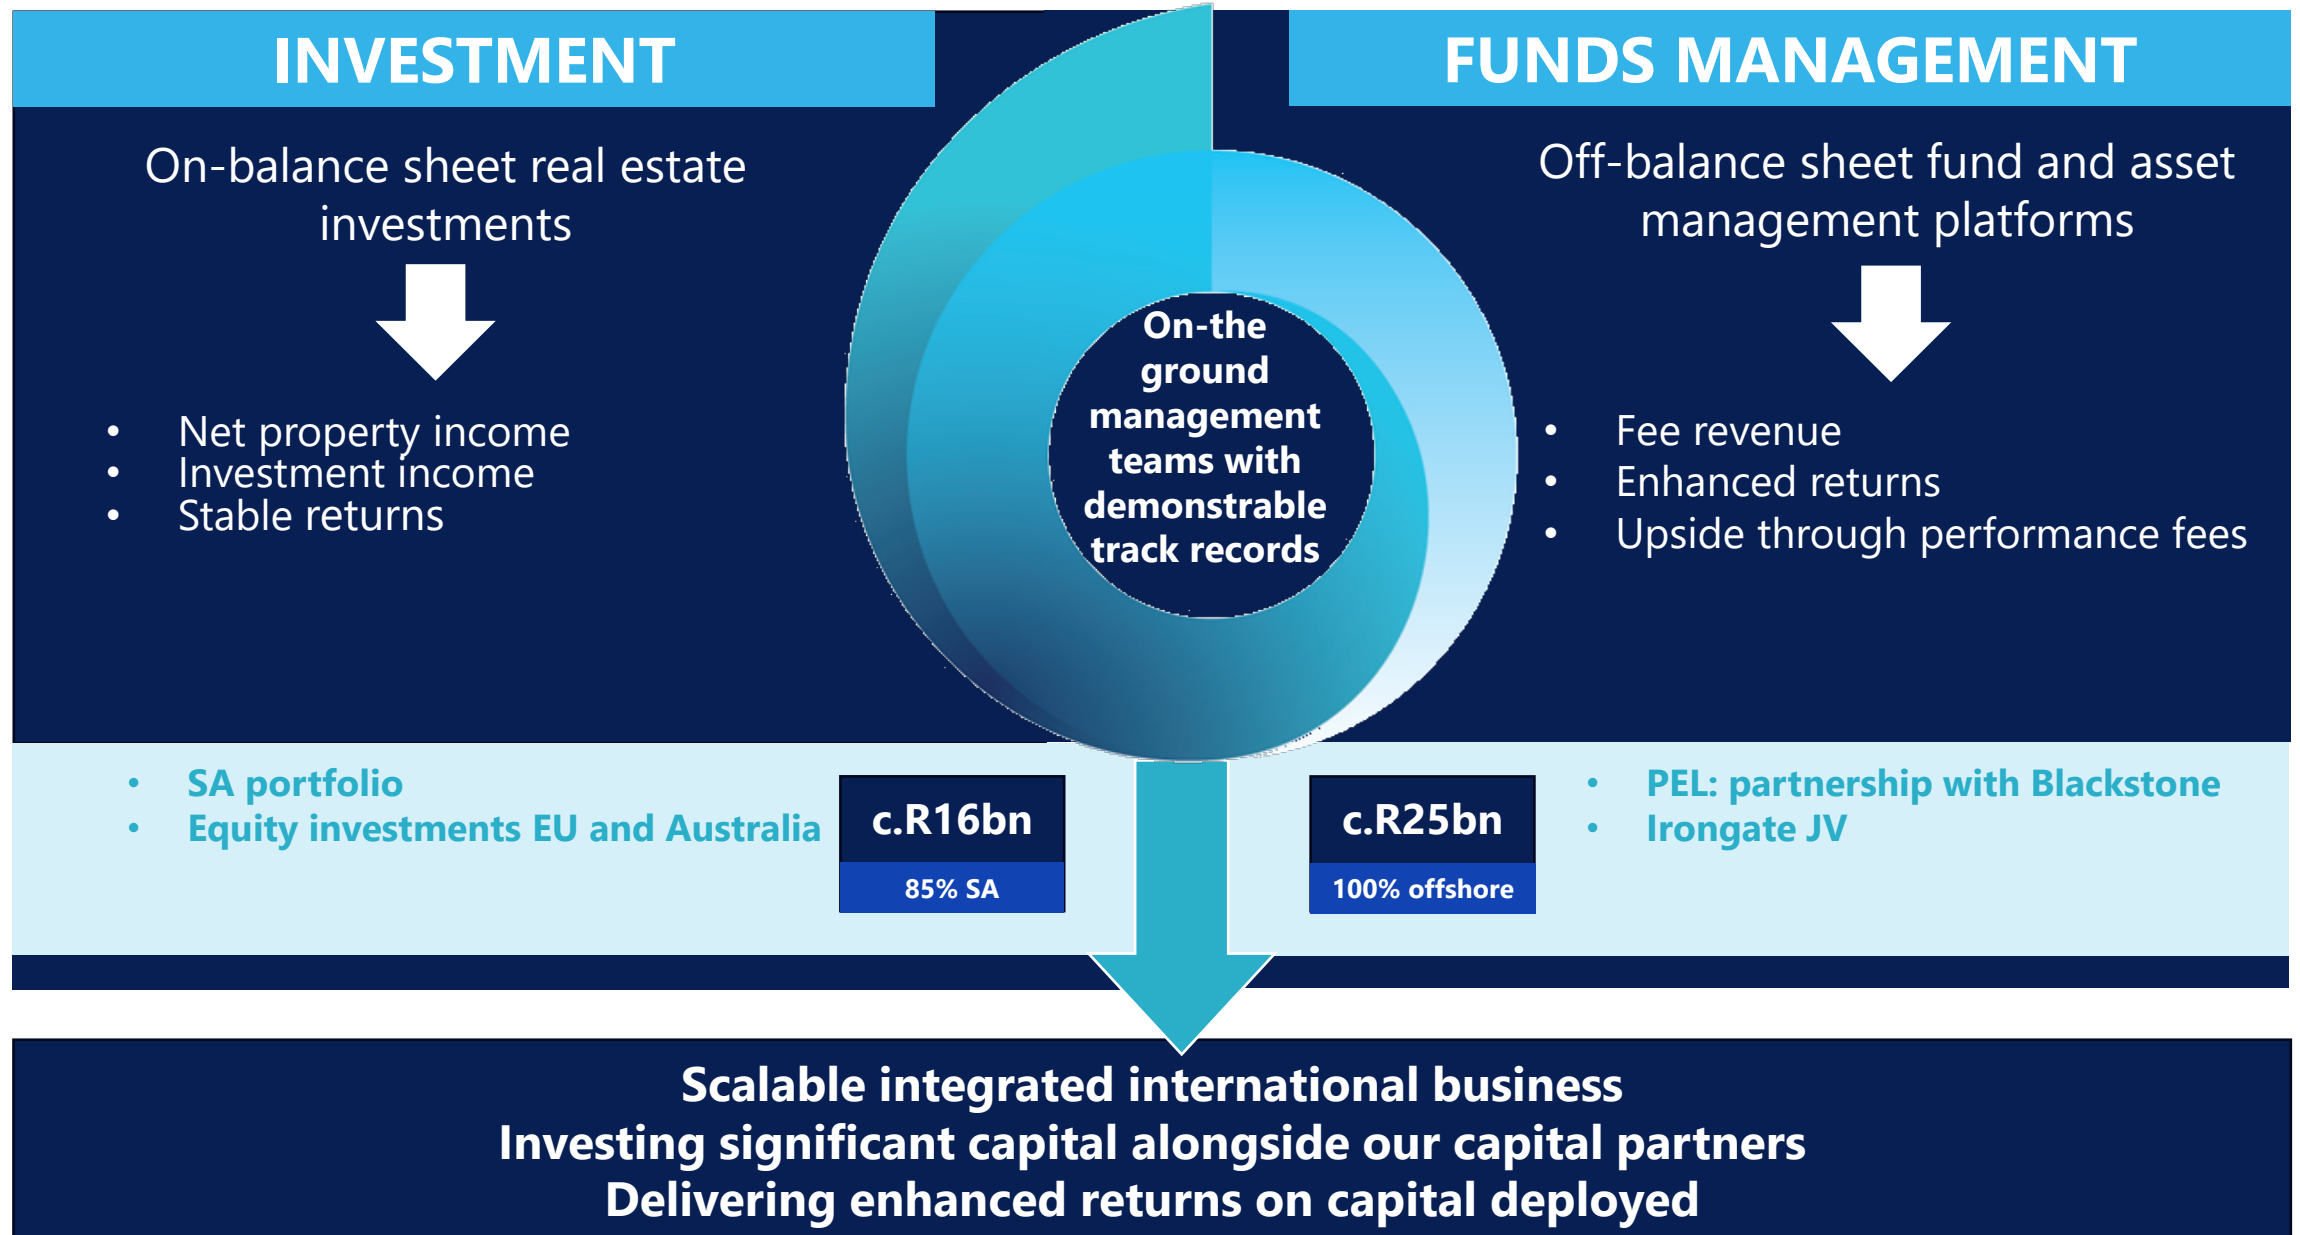 INVESTMENT
On-balance sheet real estate
investments
• Net property income
• Investment income
• Stable returns
On-the
ground
management
teams with
demonstrable
track records
FUNDS MANAGEMENT
Off-balance sheet fund and asset
management platforms
• Fee revenue
• Enhanced returns
• Upside through performance fees
• SA portfolio
• Equity investments EU and Australia
c.R16bn
85% SA
c.R25bn
100% offshore
• PEL: partnership with Blackstone
• Irongate JV
Scalable integrated international business
Investing significant capital alongside our capital partners
Delivering enhanced returns on capital deployed